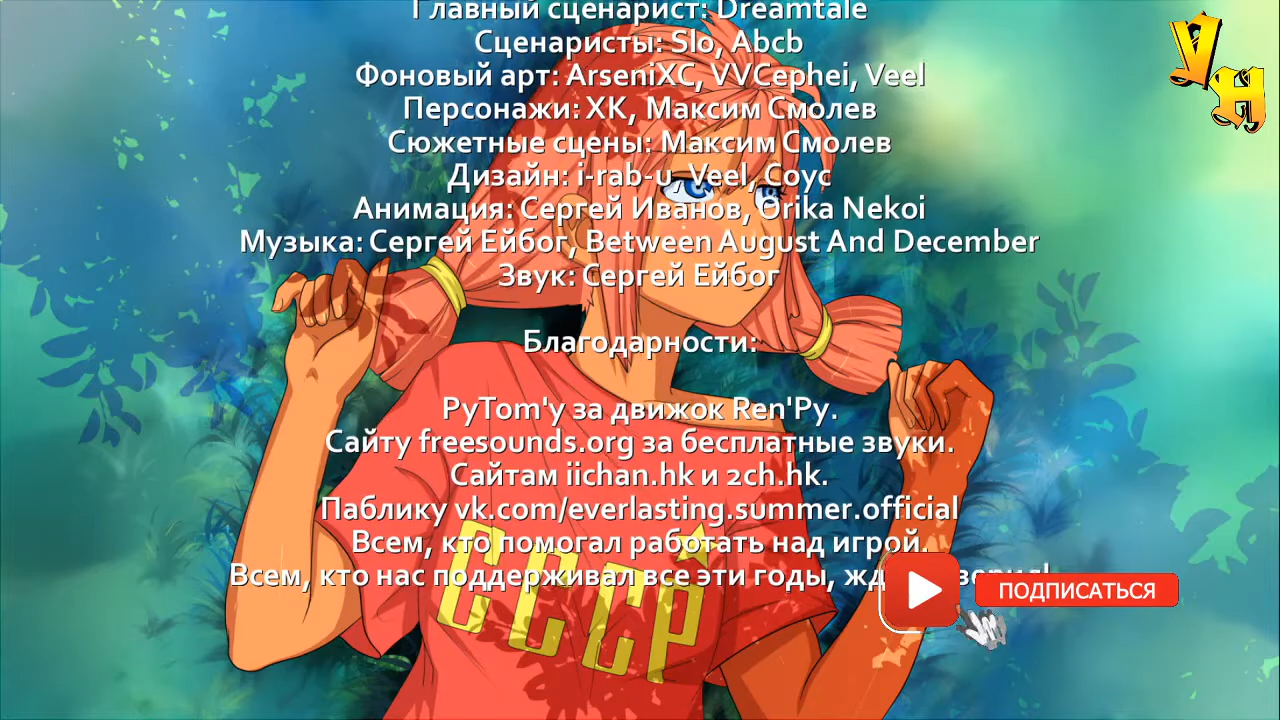 Главный сценарист: Dreamtale
Сценаристы: Slo, Abcb
Фоновый арт: ArseniXC, VVCephei, Veel
Персонажи: ХК, Максим Смолев
Сюжетные сцены: Максим Смолев
Дизайн: i-rab-u, Veel, Соус
Анимация: Сергей Иванов, Orika Nekoi
Музыка: Сергей Ейбог, Between August And December
Звук: Сергей Ейбог
Благодарности:
PyTom'у за движок Ren'Py.
Сайту freesounds.org за бесплатные звуки.
Сайтам iichan.hk и 2ch.hk.
Паблику vk.com/everlasting.summer.official
Всем, кто помогал работать над игрой.
Всем, кто нас поддерживал все эти годы,
ПОДПИСАТЬСЯ
СССР